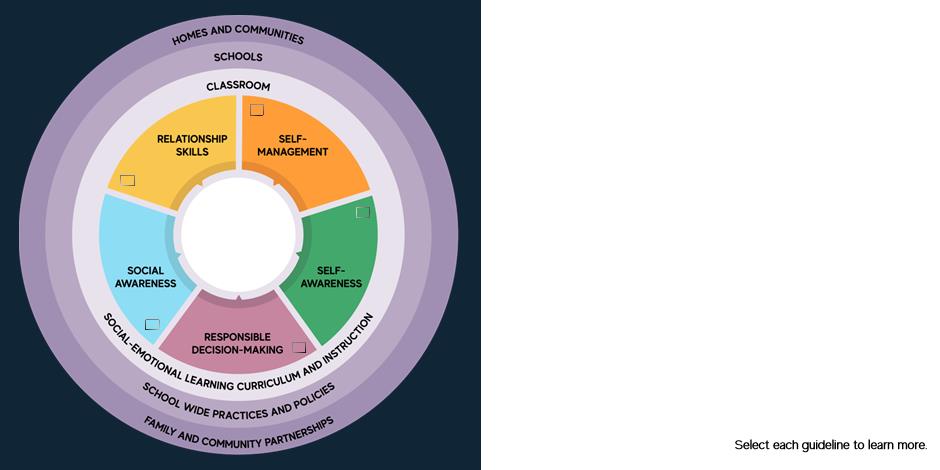 HOMES AND COMMUNITIES
SCHOOLS
CLASSROOM
RELATIONSHIP
SKILLS
SELF-
MANAGEMENT
SOCIAL
AWARENESS
SELF-
AWARENESS
RESPONSIBLE
DECISION-MAKING
SOCIAL-EMOTIONAL LEARNING CURRICULUM AND INSTRUCTION
SCHOOL WIDE PRACTICES AND POLICIES
FAMILY AND COMMUNITY PARTNERSHIPS
Select each guideline to learn more.